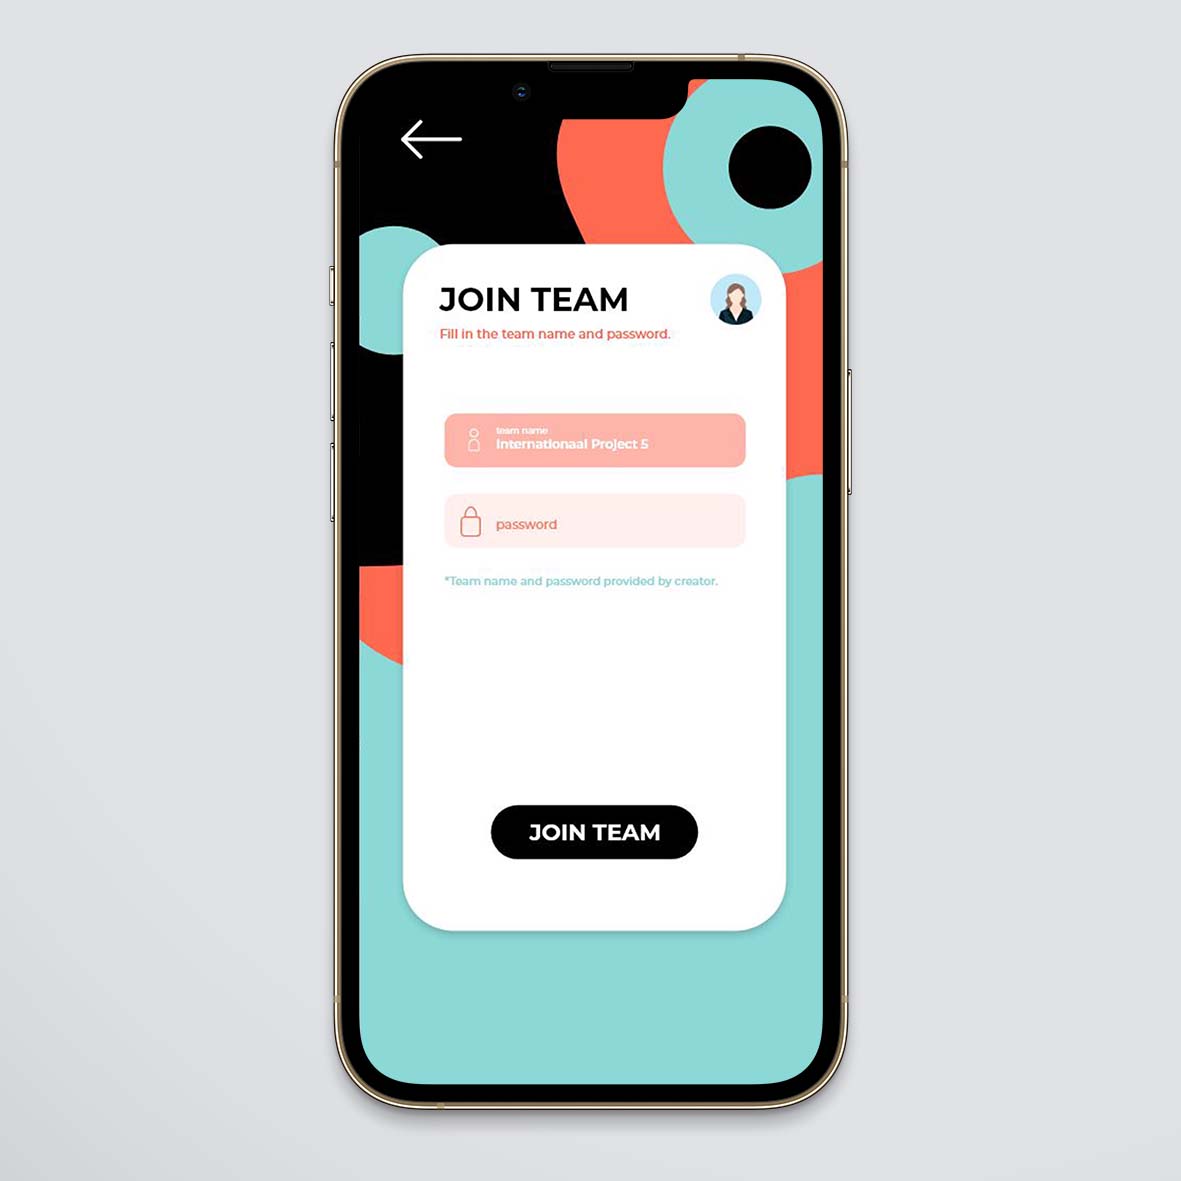 JOIN TEAM
Fill in the team name and password.
team name
Internationaal Project 5
password
*Team name and password provided by creator.
JOIN TEAM